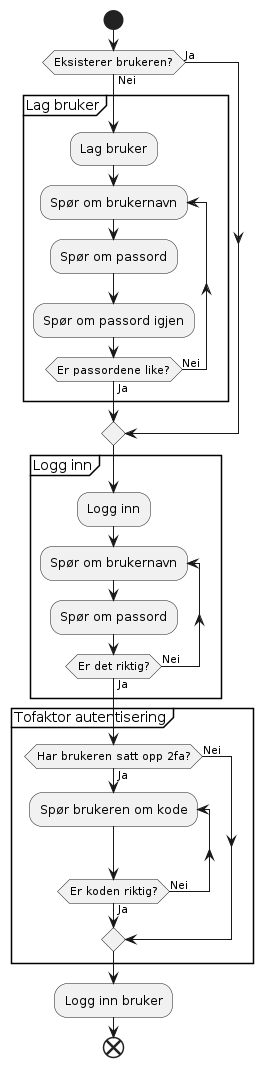 Eksisterer brukeren?
Ja
Nei
Lag bruker
Lag bruker
Spør om brukernavn
Spør om passord
Spør om passord igjen
Er passordene like?
Nei
Ja
Logg inn
Logg inn
Spør om brukernavn
Spør om passord
Er det riktig?
Nei
Ja
Tofaktor autentisering
Har brukeren satt opp 2fa?
Nei
Ja
Spør brukeren om kode
Er koden riktig?
Nei
Ja
Logg inn bruker